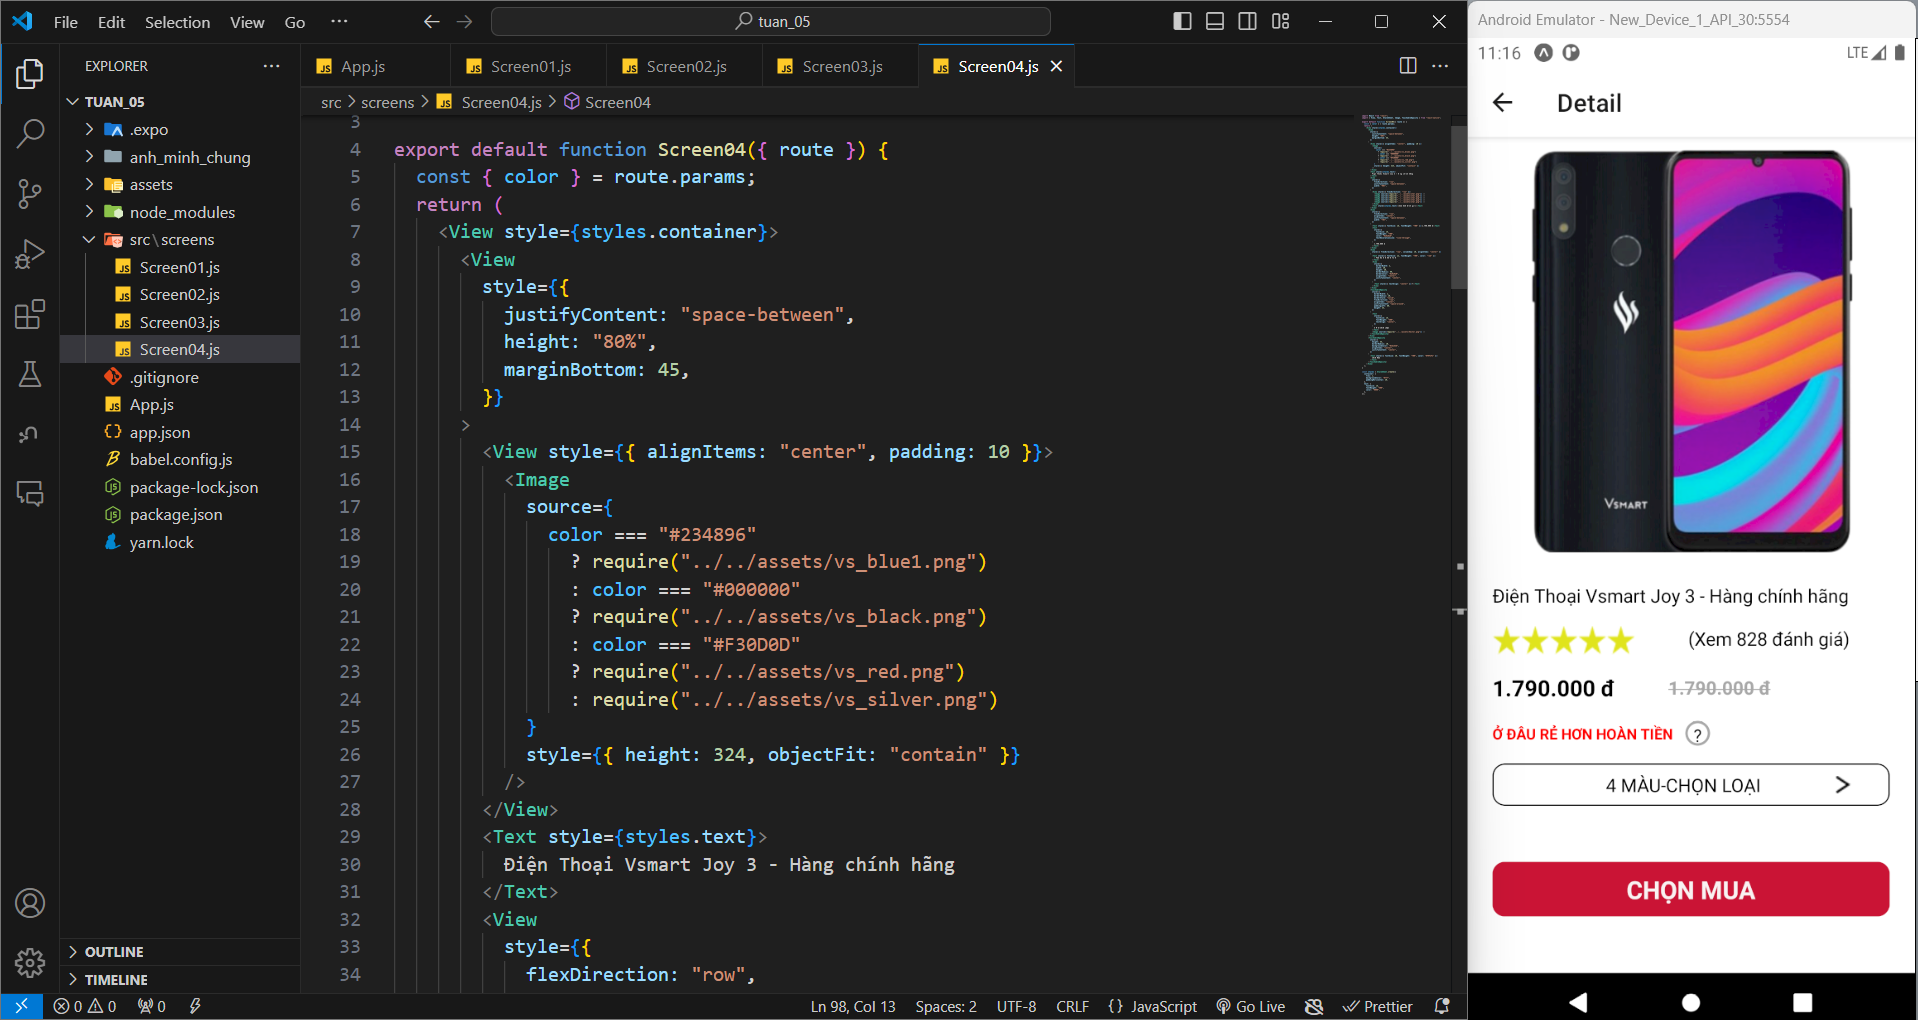 File Edit Selection View Go ··· tuan_05
EXPLORER ···
TUAN_05
.expo
anh_minh_chung
assets
node_modules
src\screens
JS Screen01.js
JS Screen02.js
JS Screen03.js
JS Screen04.js
.gitignore
JS App.js
{} app.json
babel.config.js
package-lock.json
package.json
yarn.lock
OUTLINE
TIMELINE
JS App.js JS Screen01.js JS Screen02.js JS Screen03.js JS Screen04.js
src > screens > JS Screen04.js > Screen04
3
4 export default function Screen04({ route }) {
5 const { color } = route.params;
6 return (
7 <View style={styles.container}>
8 <View
9 style={{
10 justifyContent: "space-between",
11 height: "80%",
12 marginBottom: 45,
13 }}
14 >
15 <View style={{ alignItems: "center", padding: 10 }}>
16 <Image
17 source={
18 color === "#234896"
19 ? require("../../assets/vs_blue1.png")
20 : color === "#000000"
21 ? require("../../assets/vs_black.png")
22 : color === "#F30D0D"
23 ? require("../../assets/vs_red.png")
24 : require("../../assets/vs_silver.png")
25 }
26 style={{ height: 324, objectFit: "contain" }}
27 />
28 </View>
29 <Text style={styles.text}>
30 Điện Thoại Vsmart Joy 3 - Hàng chính hãng
31 </Text>
32 <View
33 style={{
34 flexDirection: "row",
0 0 0 Ln 98, Col 13 Spaces: 2 UTF-8 CRLF {} JavaScript Go Live Prettier
Android Emulator - New_Device_1_API_30:5554
11:16 LTE
Detail
VSMART
Điện Thoại Vsmart Joy 3 - Hàng chính hãng
(Xem 828 đánh giá)
1.790.000 đ 1.790.000 đ
Ở ĐÂU RẺ HƠN HOÀN TIỀN ?
4 MÀU-CHỌN LOẠI
CHỌN MUA